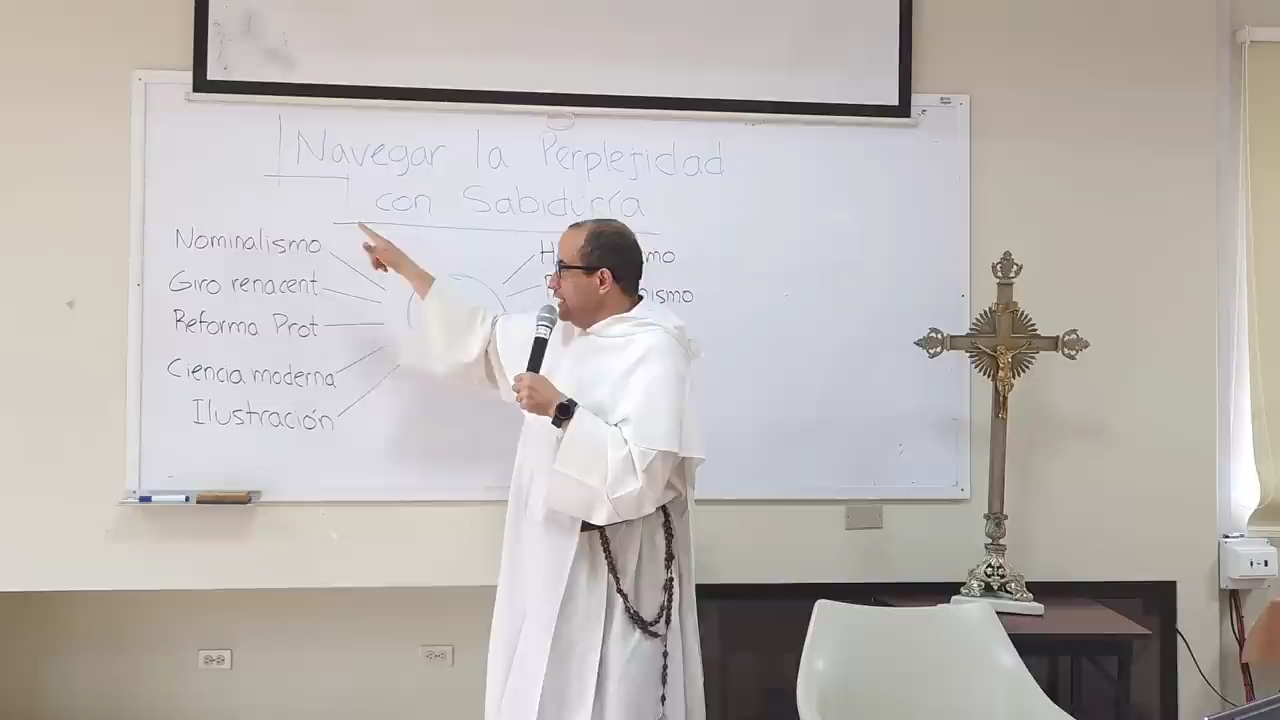 Navegar la Perplejidad
con Sabiduría
Nominalismo
Giro renacent
Reforma Prot
Ciencia moderna
Ilustración